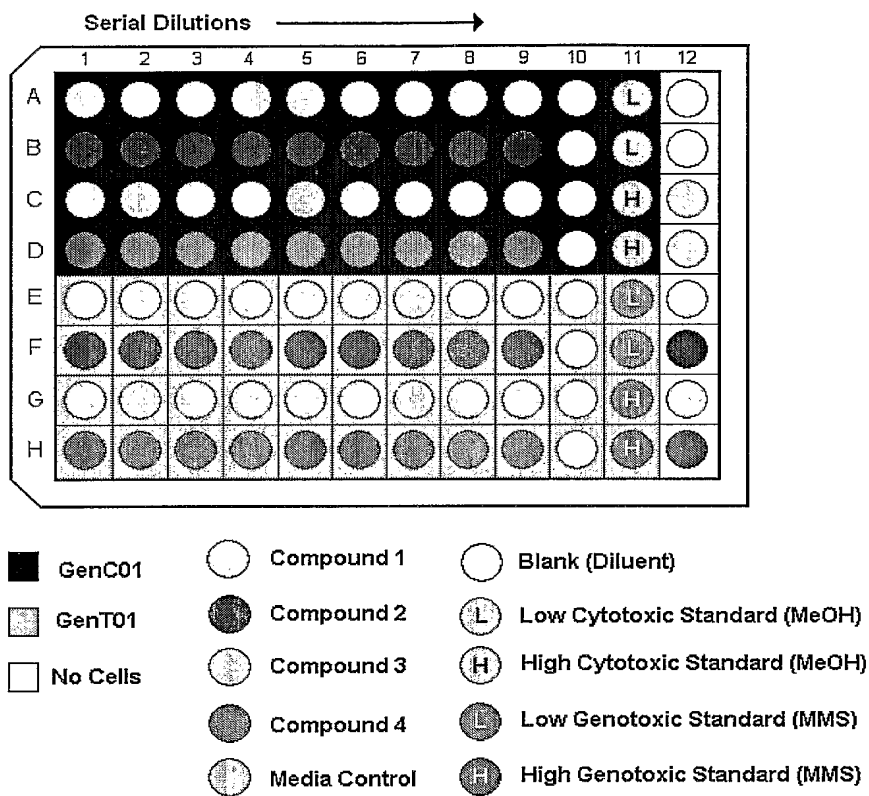 Serial Dilutions
1 2 3 4 5 6 7 8 9 10 11 12
A L
B L
C H
D H
E L
F L
G H
H H
GenC01
GenT01
No Cells
Compound 1
Compound 2
Compound 3
Compound 4
Media Control
Blank (Diluent)
L Low Cytotoxic Standard (MeOH)
H High Cytotoxic Standard (MeOH)
L Low Genotoxic Standard (MMS)
H High Genotoxic Standard (MMS)